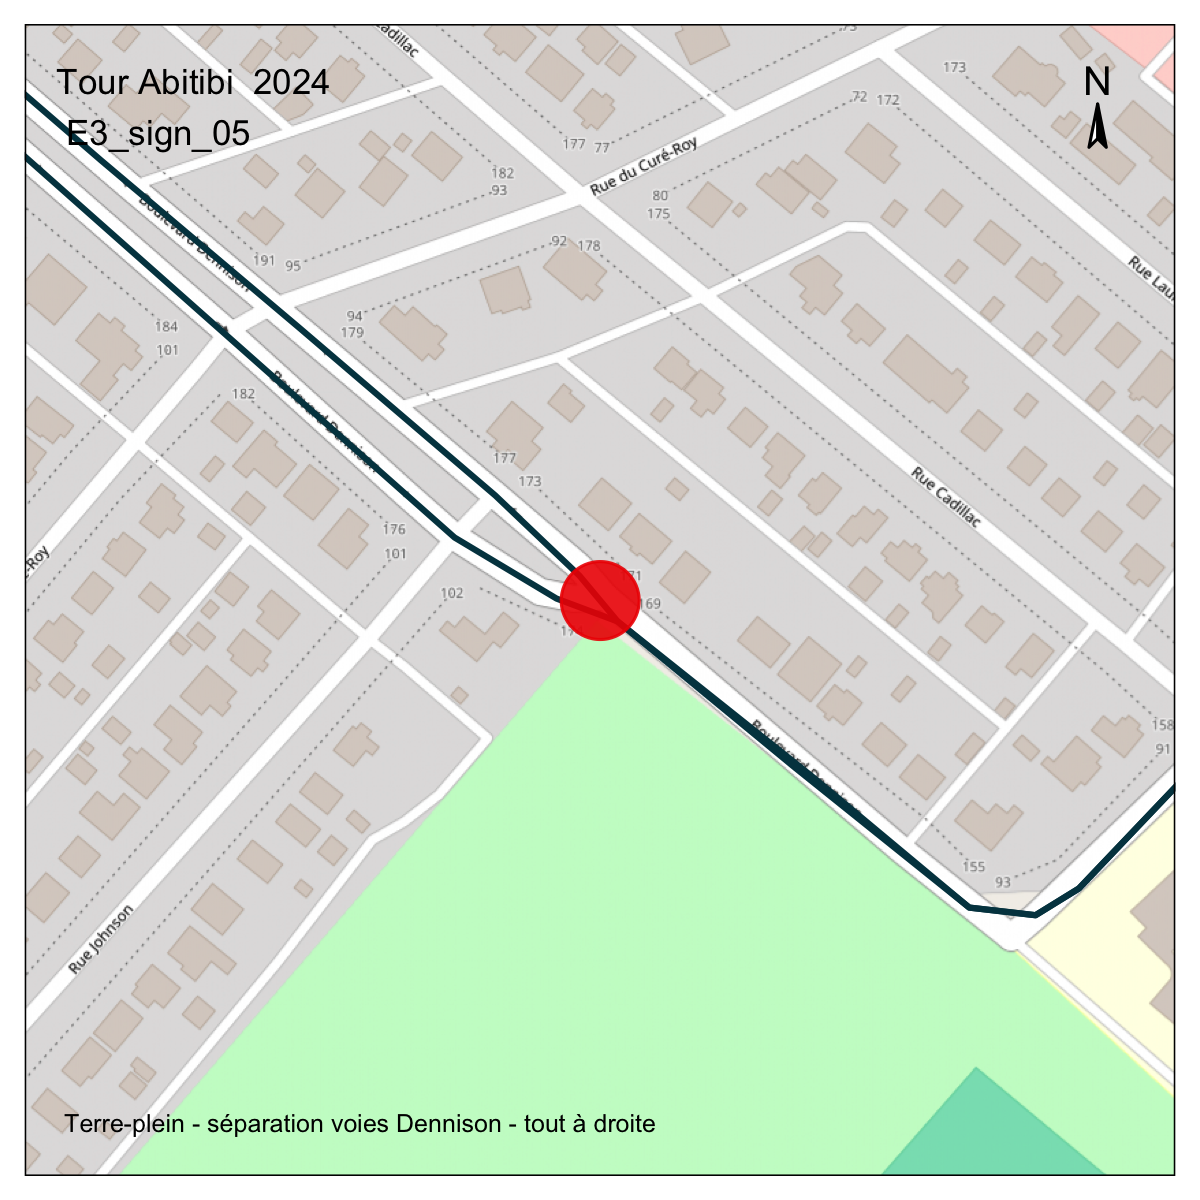 Tour Abitibi  2024
E3_sign_05
N
Cadillac
173
72
172
177
77
Rue du Curé-Roy
182
93
80
175
Boulevard Dennison
191
95
92
178
Rue Lau
94
179
184
101
Boulevard Dennison
182
177
173
Rue Cadillac
176
101
-Roy
102
171
169
158
91
Boulevard Dennison
155
93
Rue Johnson
Terre-plein - séparation voies Dennison - tout à droite